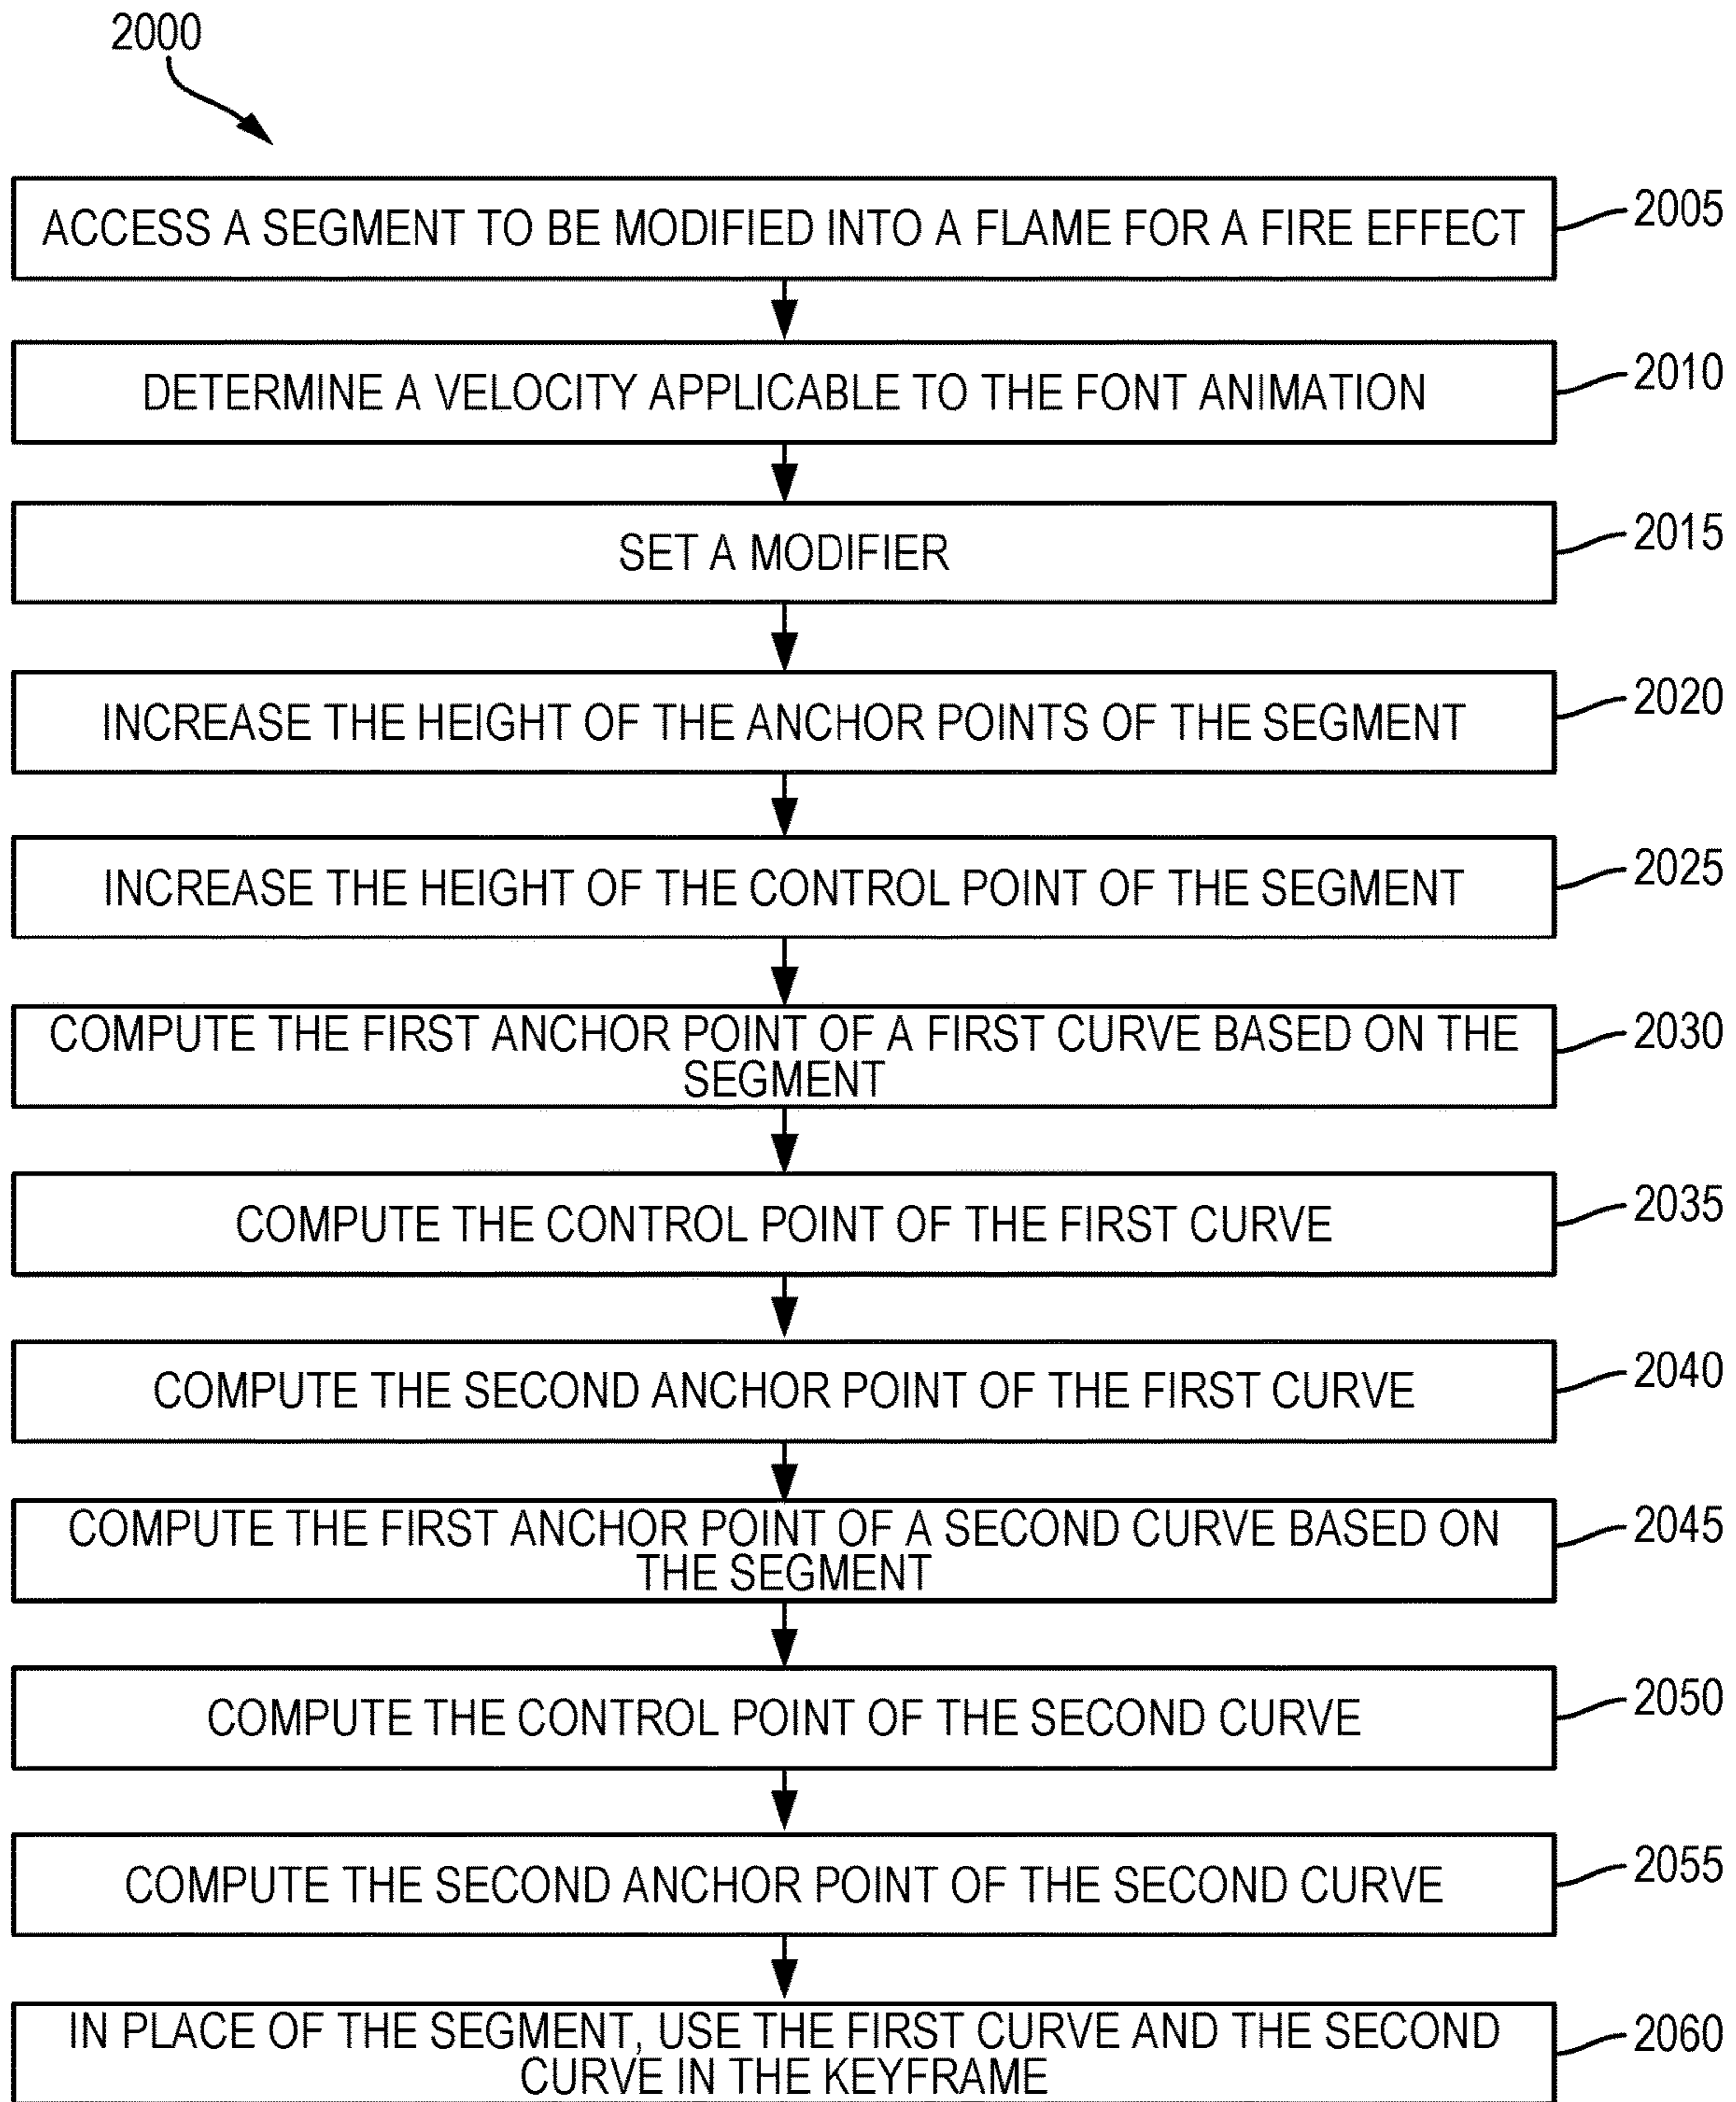 2000
ACCESS A SEGMENT TO BE MODIFIED INTO A FLAME FOR A FIRE EFFECT
2005
DETERMINE A VELOCITY APPLICABLE TO THE FONT ANIMATION
2010
SET A MODIFIER
2015
INCREASE THE HEIGHT OF THE ANCHOR POINTS OF THE SEGMENT
2020
INCREASE THE HEIGHT OF THE CONTROL POINT OF THE SEGMENT
2025
COMPUTE THE FIRST ANCHOR POINT OF A FIRST CURVE BASED ON THE
SEGMENT
2030
COMPUTE THE CONTROL POINT OF THE FIRST CURVE
2035
COMPUTE THE SECOND ANCHOR POINT OF THE FIRST CURVE
2040
COMPUTE THE FIRST ANCHOR POINT OF A SECOND CURVE BASED ON
THE SEGMENT
2045
COMPUTE THE CONTROL POINT OF THE SECOND CURVE
2050
COMPUTE THE SECOND ANCHOR POINT OF THE SECOND CURVE
2055
IN PLACE OF THE SEGMENT, USE THE FIRST CURVE AND THE SECOND
CURVE IN THE KEYFRAME
2060